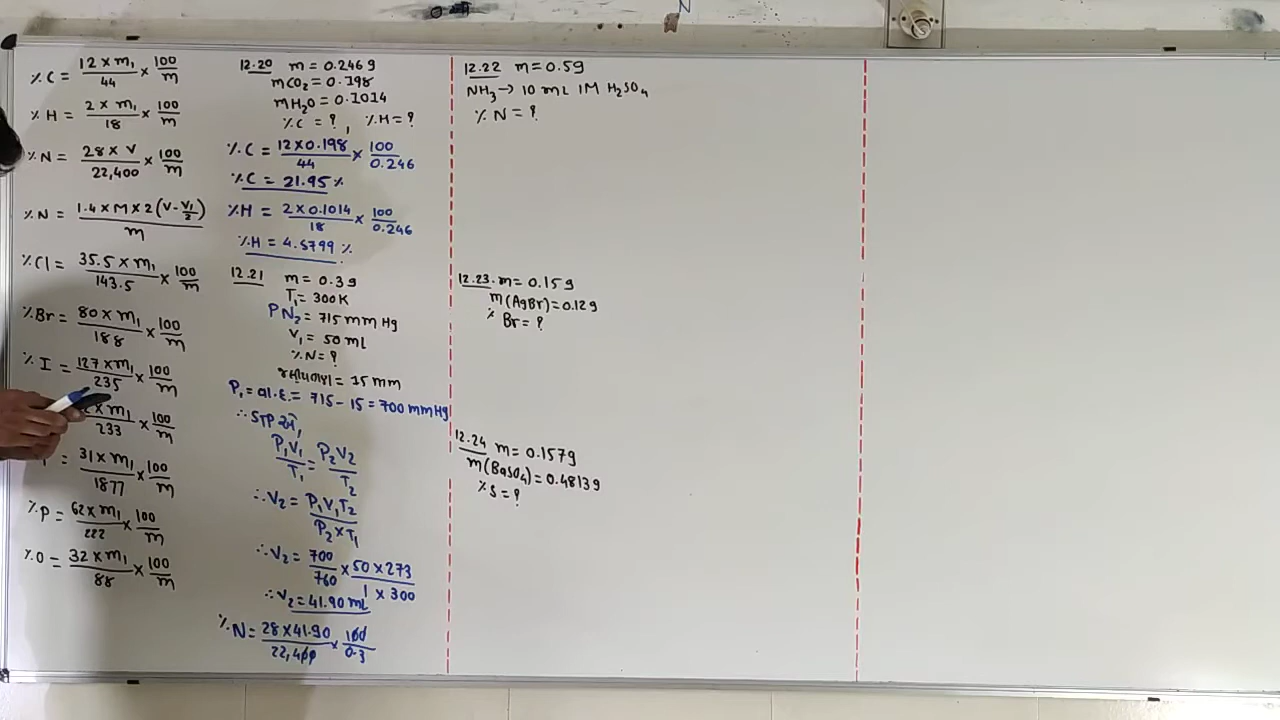 % C = 12 × m₁ / 44 × 100 / m
% H = 2 × m₁ / 18 × 100 / m
% N = 28 × V / 22,400 × 100 / m
% N = 1.4 × M × 2 (V - V₁/2) / m
% Cl = 35.5 × m₁ / 143.5 × 100 / m
% Br = 80 × m₁ / 188 × 100 / m
% I = 127 × m₁ / 235 × 100 / m
× m₁ / 233 × 100 / m
= 31 × m₁ / 1877 × 100 / m
% P = 62 × m₁ / 222 × 100 / m
% O = 32 × m₁ / 88 × 100 / m
12.20 m = 0.246 g
mCO₂ = 0.198
mH₂O = 0.1014
% C = ? , % H = ?
% C = 12 × 0.198 / 44 × 100 / 0.246
% C = 21.95 %
% H = 2 × 0.1014 / 18 × 100 / 0.246
% H = 4.5799 %
12.21 m = 0.3 g
T₁ = 300 K
PN₂ = 715 mm Hg
V₁ = 50 mL
% N = ?
= 15 mm
P₁ = = 715 - 15 = 700 mm Hg
∴ STP
P₁V₁ / T₁ = P₂V₂ / T₂
∴ V₂ = P₁V₁T₂ / P₂ × T₁
∴ V₂ = 700 / 760 × 50 × 273 / 1 × 300
∴ V₂ = 41.90 mL
% N = 28 × 41.90 / 22,400 × 100 / 0.3
12.22 m = 0.5 g
NH₃ → 10 mL 1M H₂SO₄
% N = ?
12.23. m = 0.15 g
m(AgBr) = 0.12 g
% Br = ?
12.24 m = 0.157 g
m(BaSO₄) = 0.4813 g
% S = ?